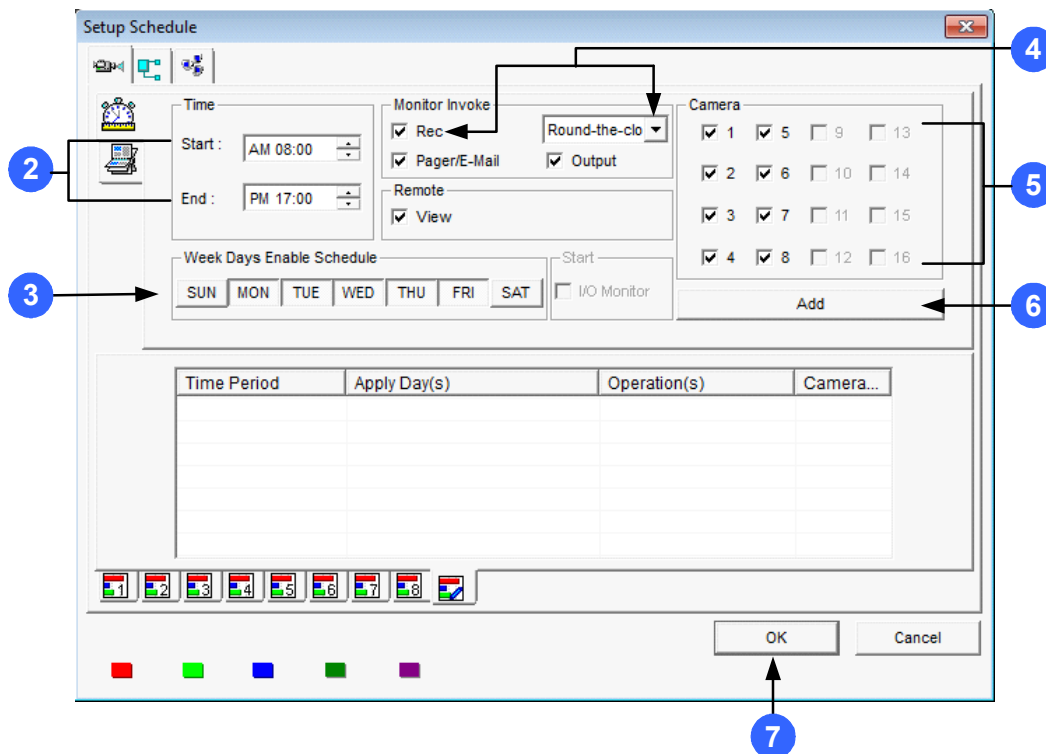 Setup Schedule
4
Time
Monitor Invoke
Camera
Start :
AM 08:00
Rec
Round-the-clo
1 5 9 13
2
Pager/E-Mail
Output
2 6 10 14
5
End :
PM 17:00
Remote
View
3 7 11 15
Week Days Enable Schedule
Start
4 8 12 16
3
SUN MON TUE WED THU FRI SAT
I/O Monitor
Add
6
Time Period Apply Day(s) Operation(s) Camera...
1 2 3 4 5 6 7 8
OK
Cancel
7